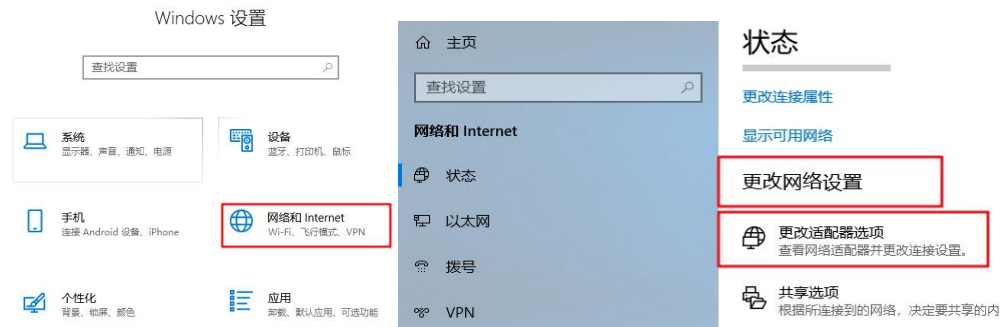 Windows 设置
查找设置
系统
显示器、声音、通知、电源
设备
蓝牙、打印机、鼠标
手机
连接 Android 设备、iPhone
网络和 Internet
Wi-Fi、飞行模式、VPN
个性化
背景、锁屏、颜色
应用
卸载、默认应用、可选功能
主页
查找设置
网络和 Internet
状态
以太网
拨号
VPN
状态
更改连接属性
显示可用网络
更改网络设置
更改适配器选项
查看网络适配器并更改连接设置。
共享选项
根据所连接到的网络，决定要共享的内